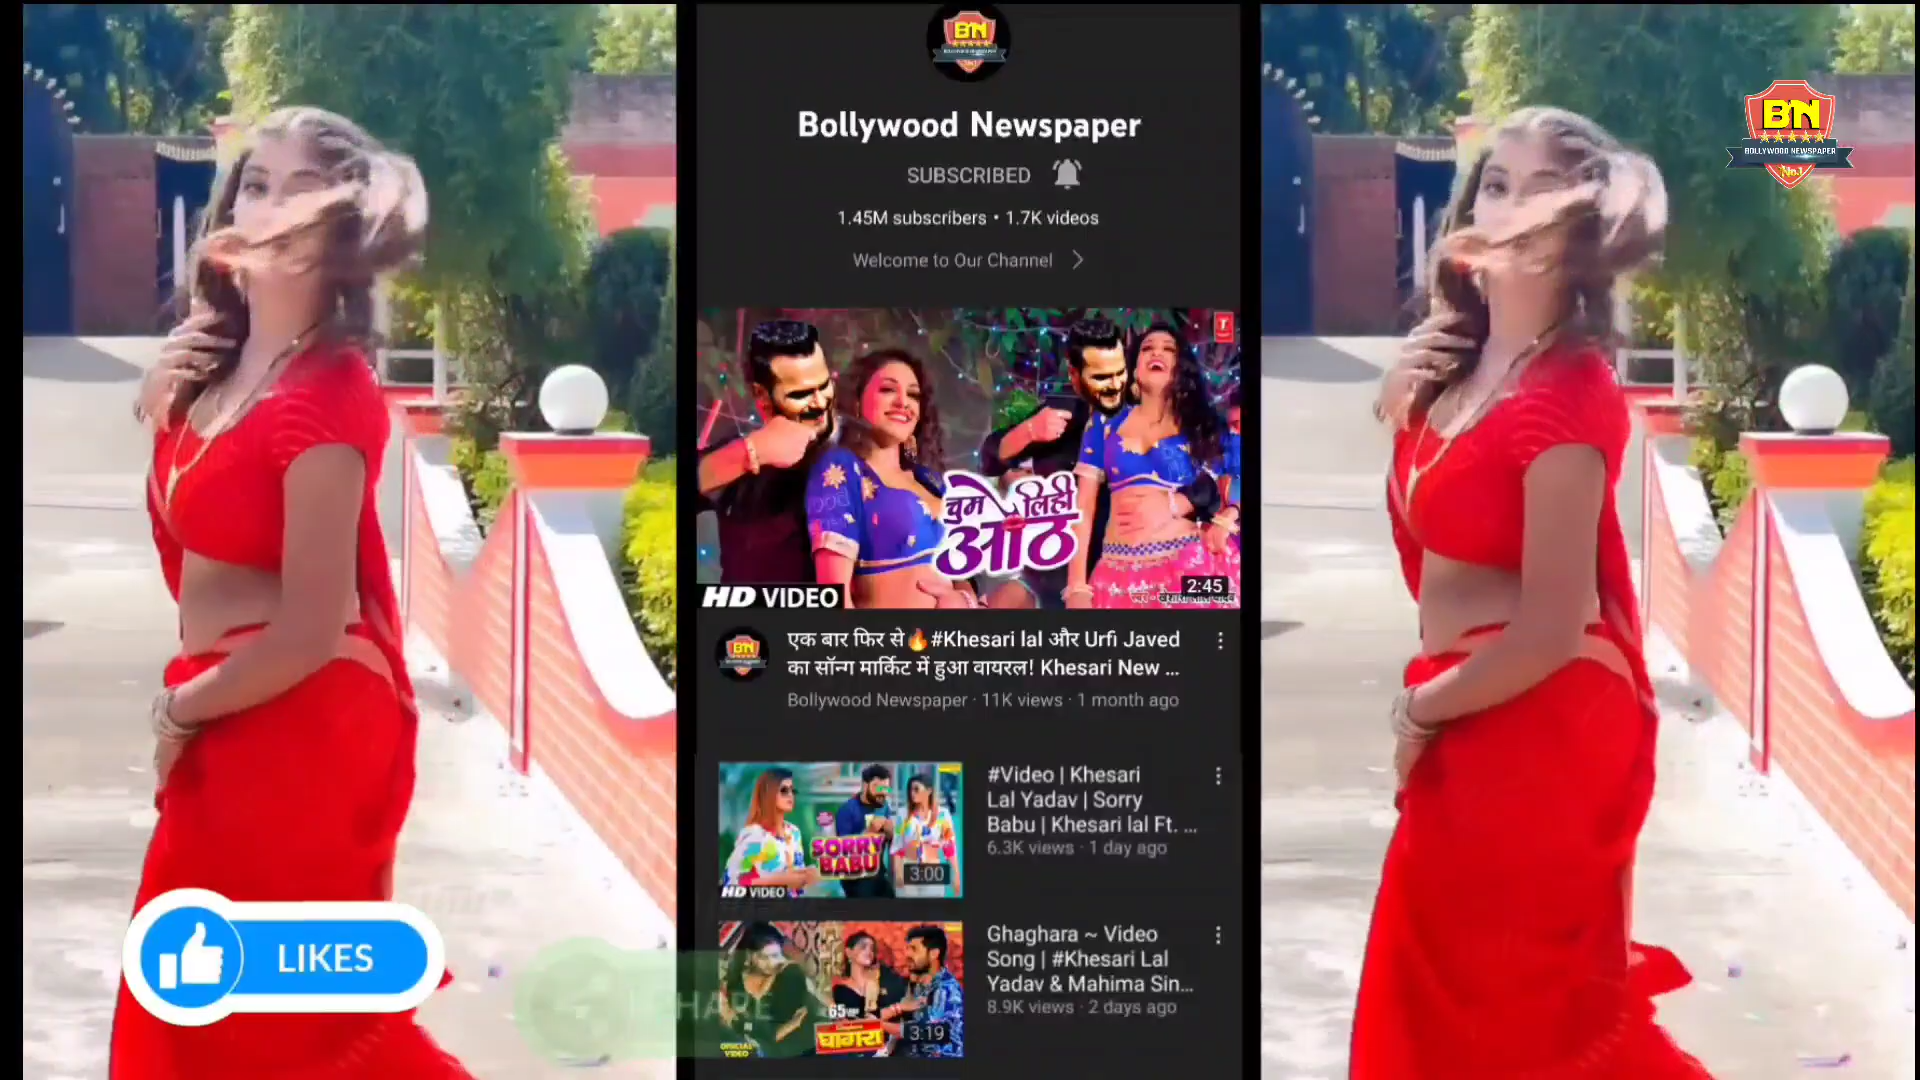 BN
BOLLYWOOD NEWSPAPER
No.1
Bollywood Newspaper
SUBSCRIBED
1.45M subscribers • 1.7K videos
Welcome to Our Channel
चुम्मे लिही
ओठ
HD VIDEO
2:45
एक बार फिर से🔥#Khesari lal और Urfi Javed
का सॉन्ग मार्किट में हुआ वायरल! Khesari New ...
Bollywood Newspaper · 11K views · 1 month ago
SORRY
BABU
HD VIDEO
3:00
#Video | Khesari
Lal Yadav | Sorry
Babu | Khesari lal Ft. ...
6.3K views · 1 day ago
65
घाघरा
OFFICIAL
VIDEO
3:19
Ghaghara ~ Video
Song | #Khesari Lal
Yadav & Mahima Sin...
8.9K views · 2 days ago
LIKES
SHARE